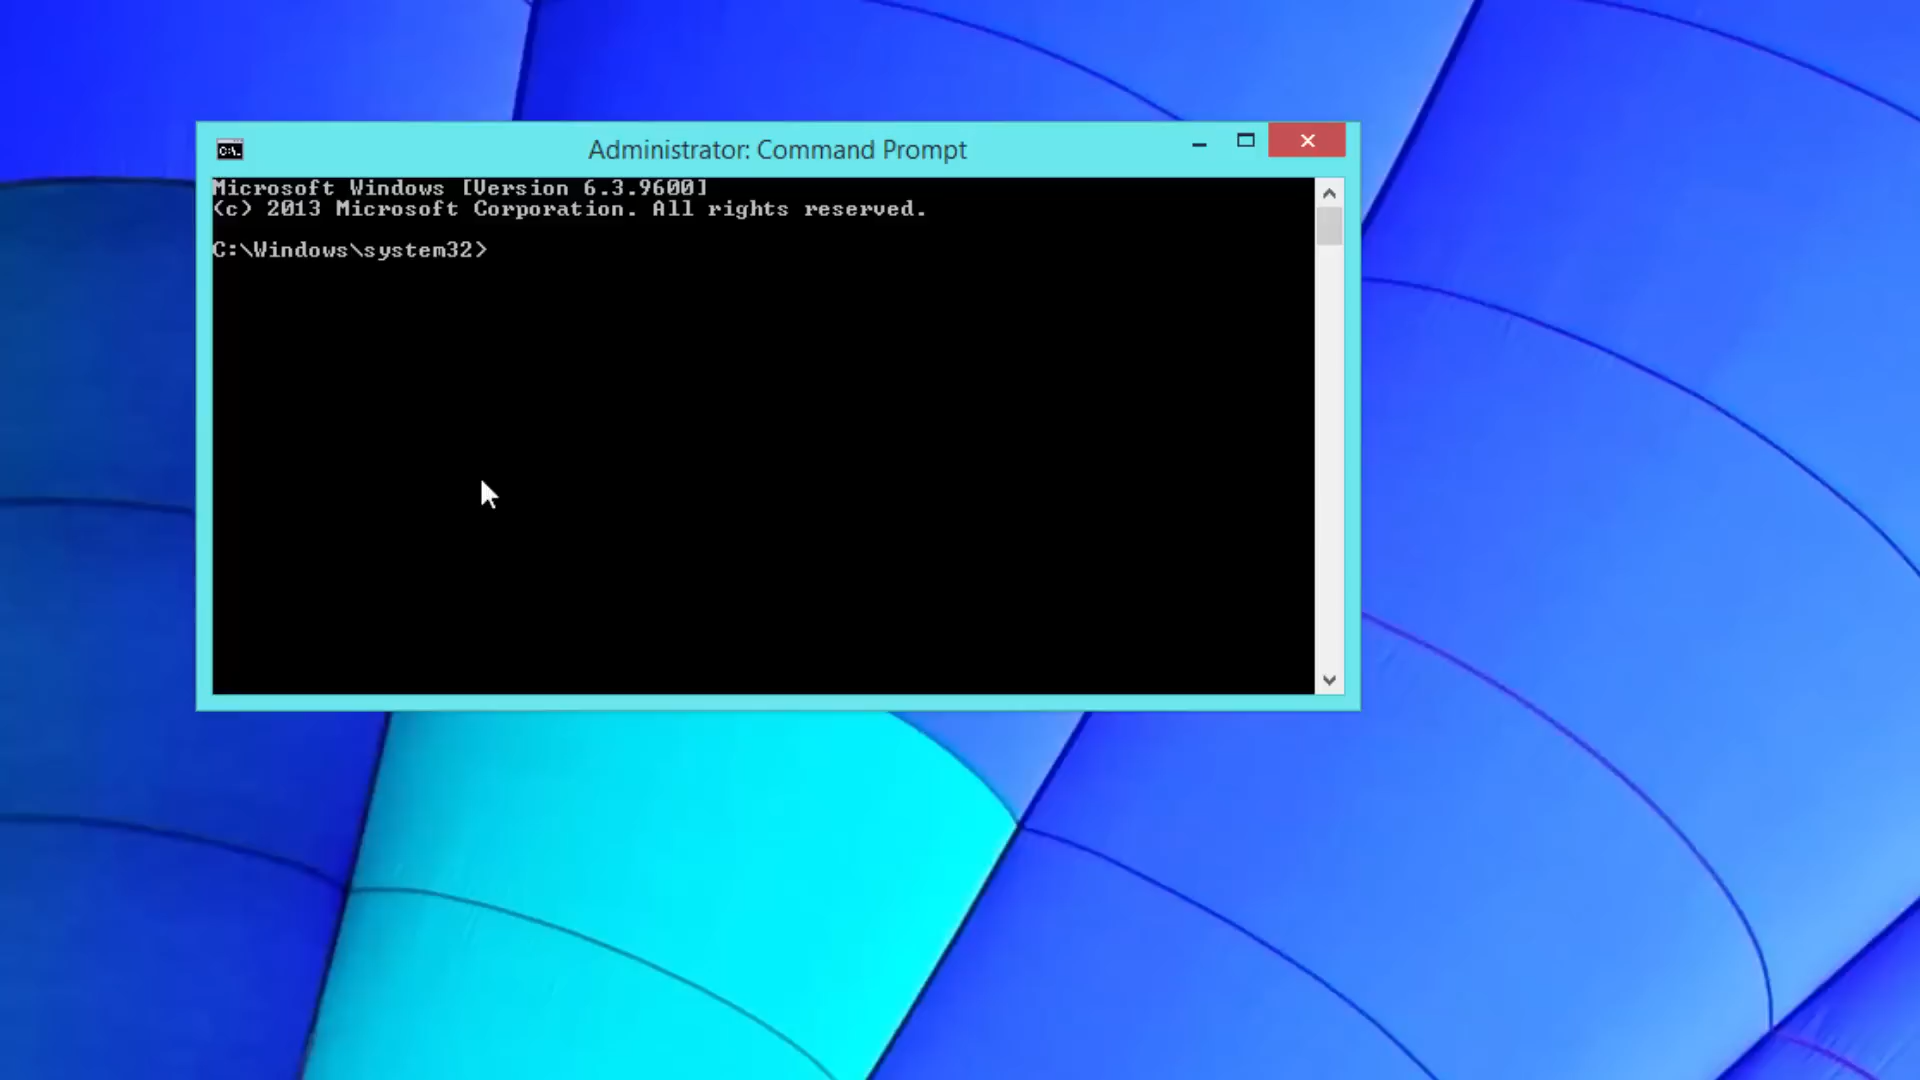 Administrator: Command Prompt
Microsoft Windows [Version 6.3.9600]
(c) 2013 Microsoft Corporation. All rights reserved.
C:\Windows\system32>